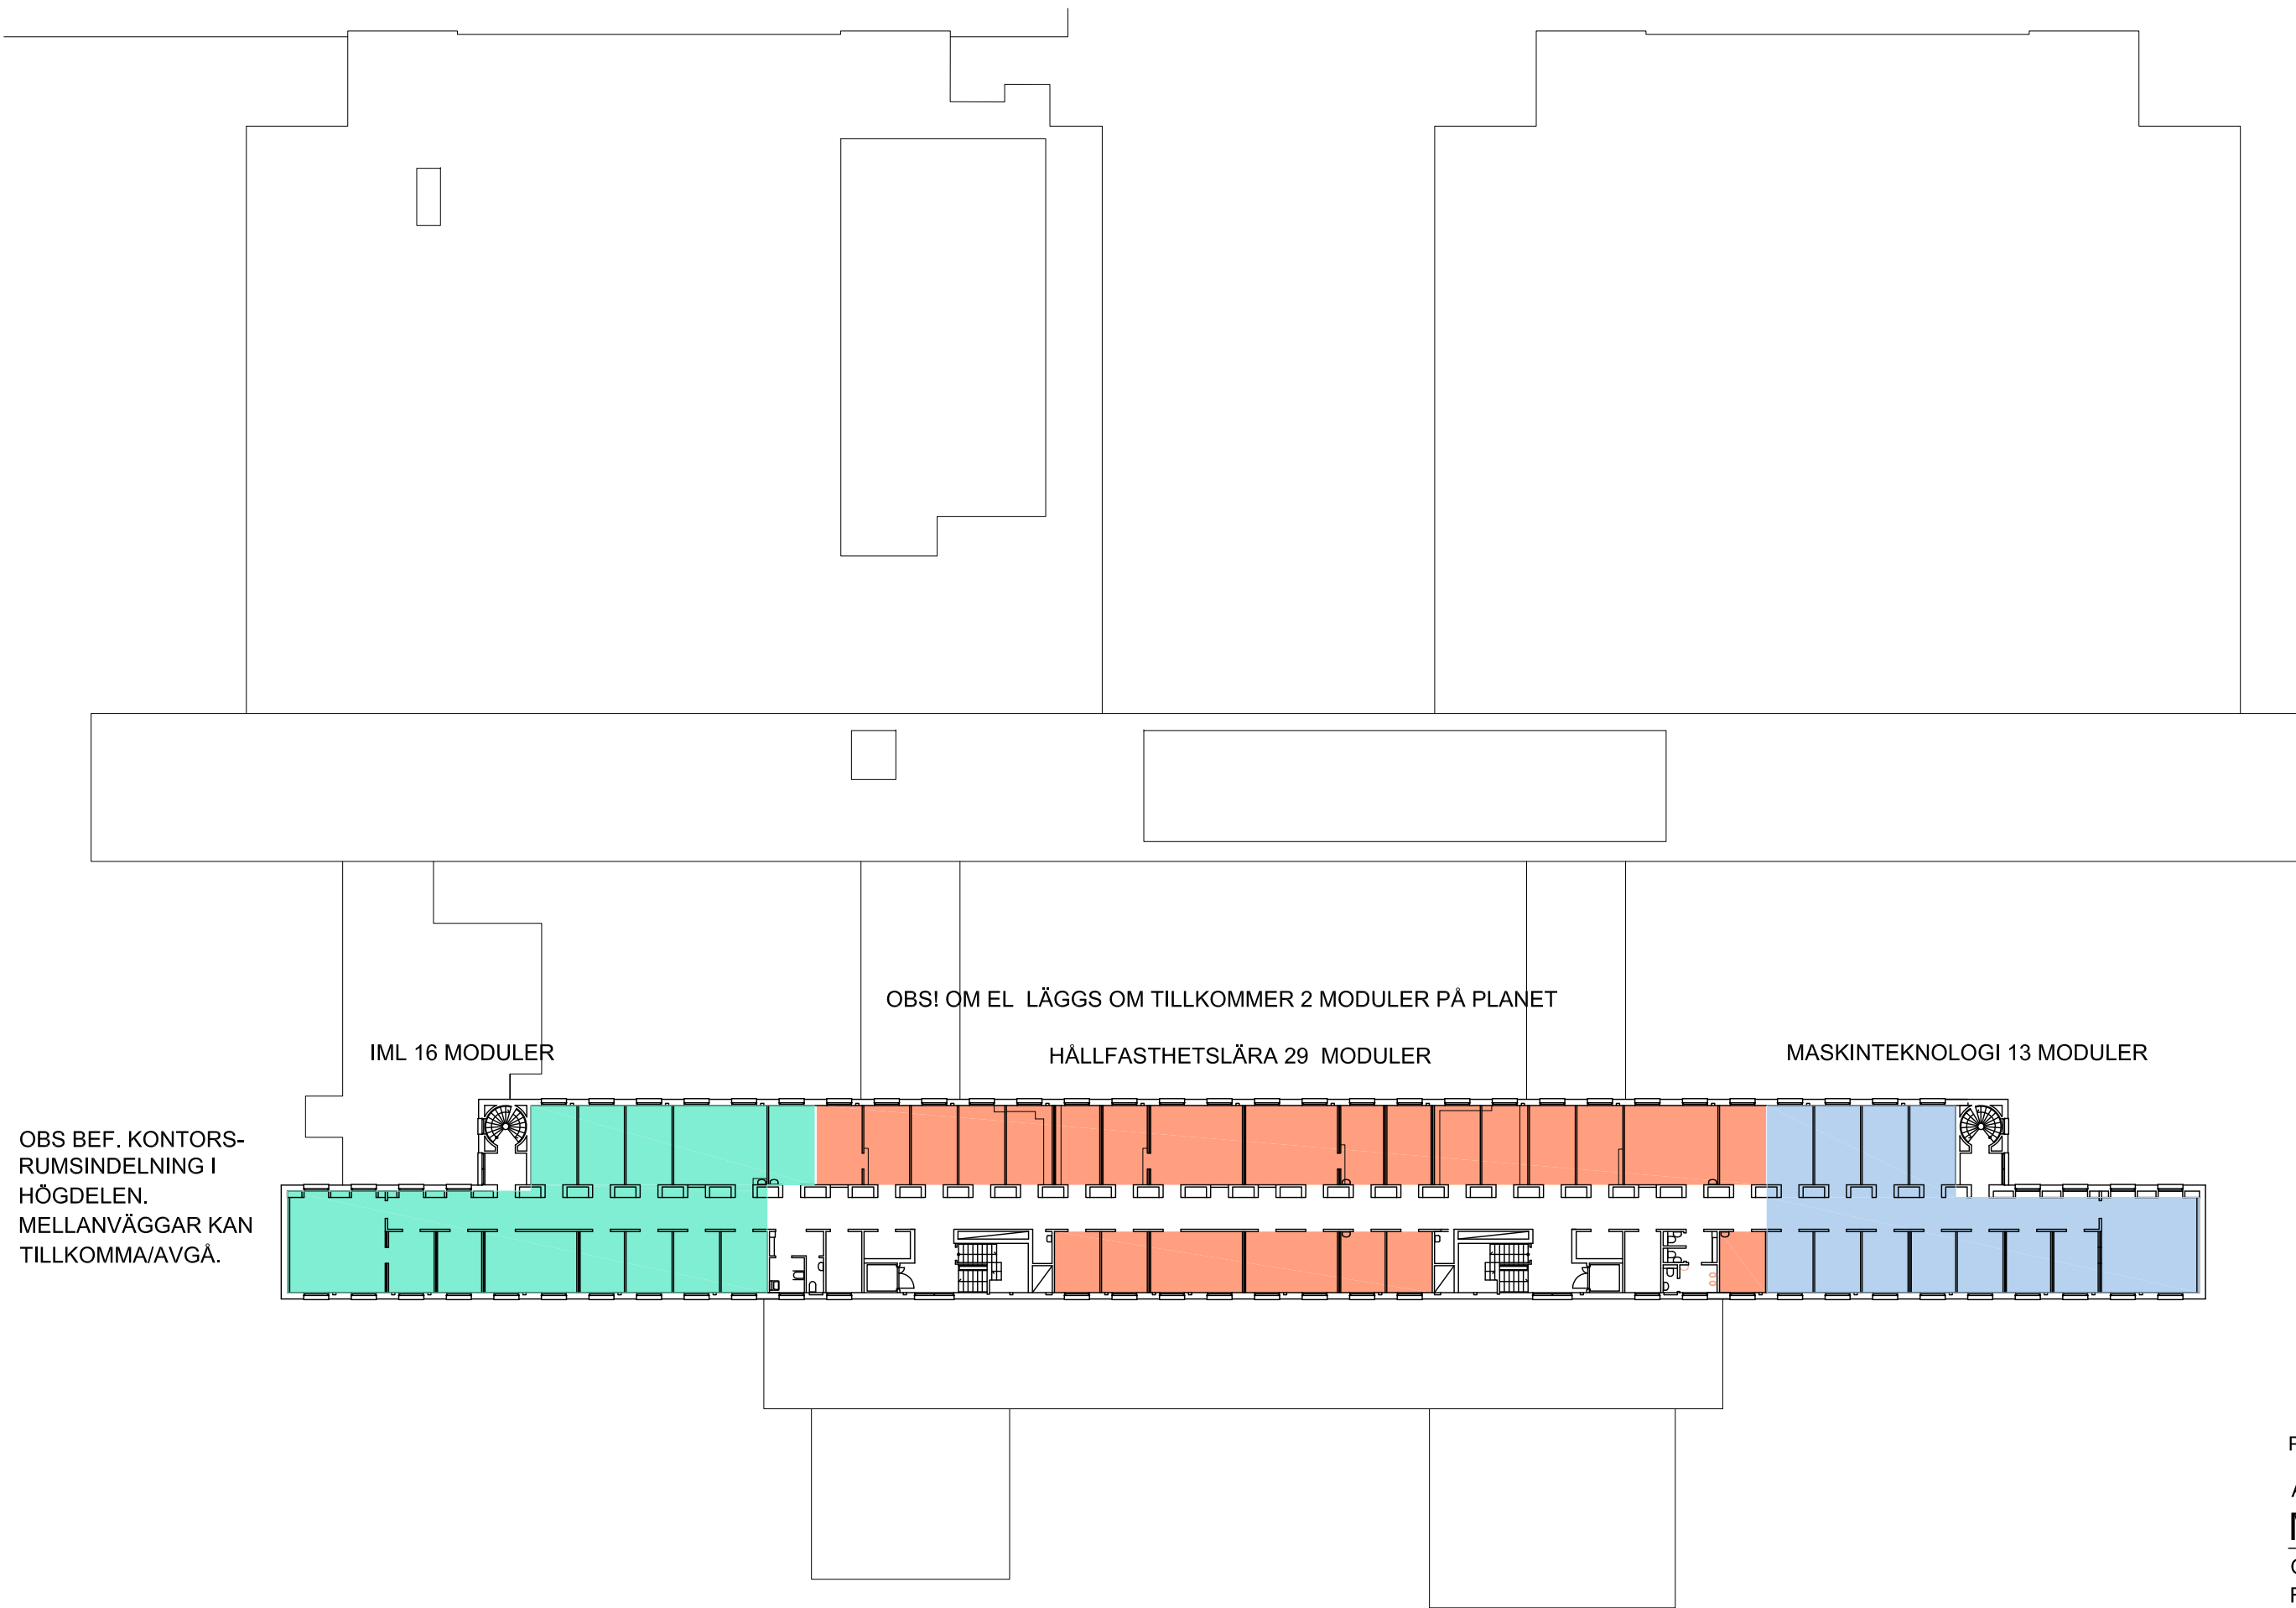 OBS! OM EL LÄGGS OM TILLKOMMER 2 MODULER PÅ PLANET
IML 16 MODULER
HÅLLFASTHETSLÄRA 29 MODULER
MASKINTEKNOLOGI 13 MODULER
OBS BEF. KONTORS-
RUMSINDELNING I
HÖGDELEN.
MELLANVÄGGAR KAN
TILLKOMMA/AVGÅ.